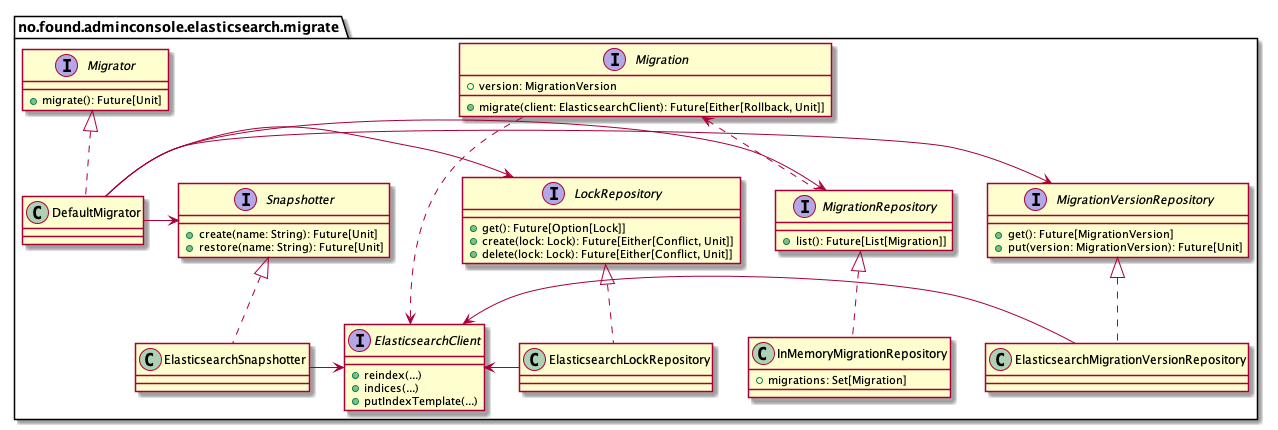 no.found.adminconsole.elasticsearch.migrate
I Migrator
migrate(): Future[Unit]
I Migration
version: MigrationVersion
migrate(client: ElasticsearchClient): Future[Either[Rollback, Unit]]
C DefaultMigrator
I Snapshotter
create(name: String): Future[Unit]
restore(name: String): Future[Unit]
I LockRepository
get(): Future[Option[Lock]]
create(lock: Lock): Future[Either[Conflict, Unit]]
delete(lock: Lock): Future[Either[Conflict, Unit]]
I MigrationRepository
list(): Future[List[Migration]]
I MigrationVersionRepository
get(): Future[MigrationVersion]
put(version: MigrationVersion): Future[Unit]
C ElasticsearchSnapshotter
I ElasticsearchClient
reindex(...)
indices(...)
putIndexTemplate(...)
C ElasticsearchLockRepository
C InMemoryMigrationRepository
migrations: Set[Migration]
C ElasticsearchMigrationVersionRepository